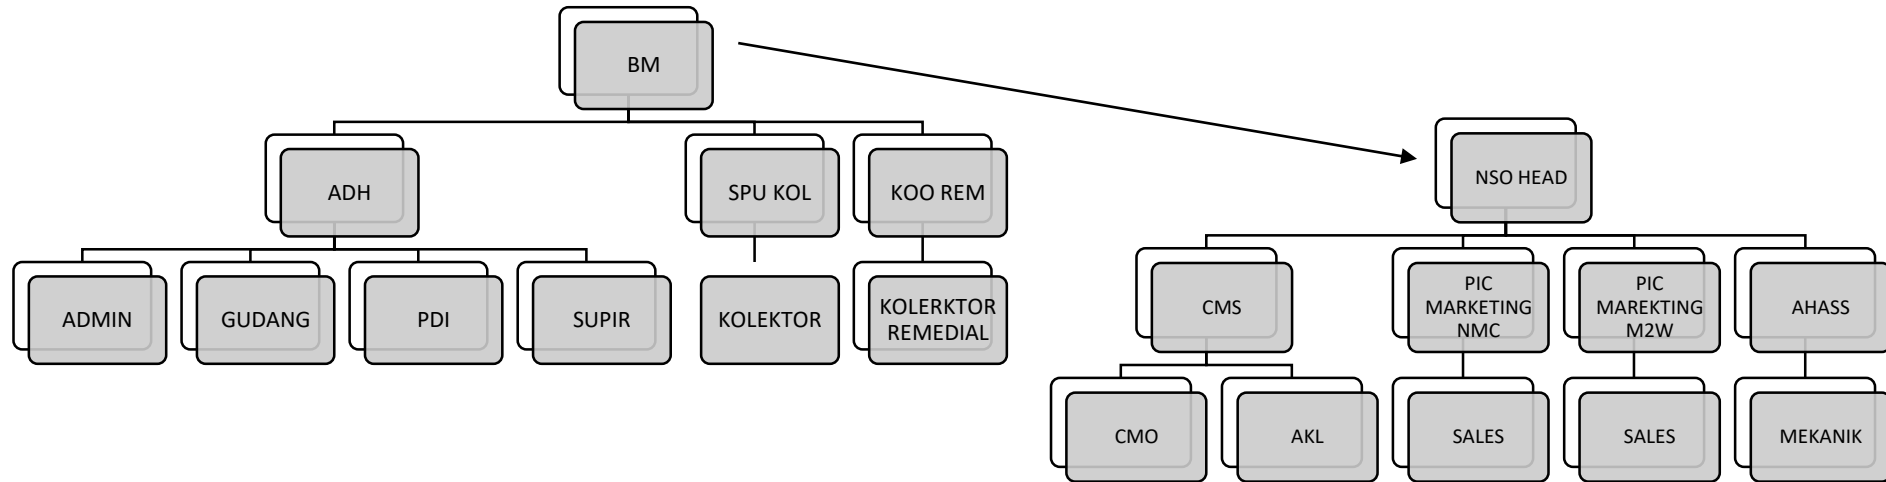 BM
ADH
SPU KOL
KOO REM
NSO HEAD
ADMIN
GUDANG
PDI
SUPIR
KOLEKTOR
KOLERKTOR
REMEDIAL
CMS
PIC
MARKETING
NMC
PIC
MAREKTING
M2W
AHASS
CMO
AKL
SALES
SALES
MEKANIK